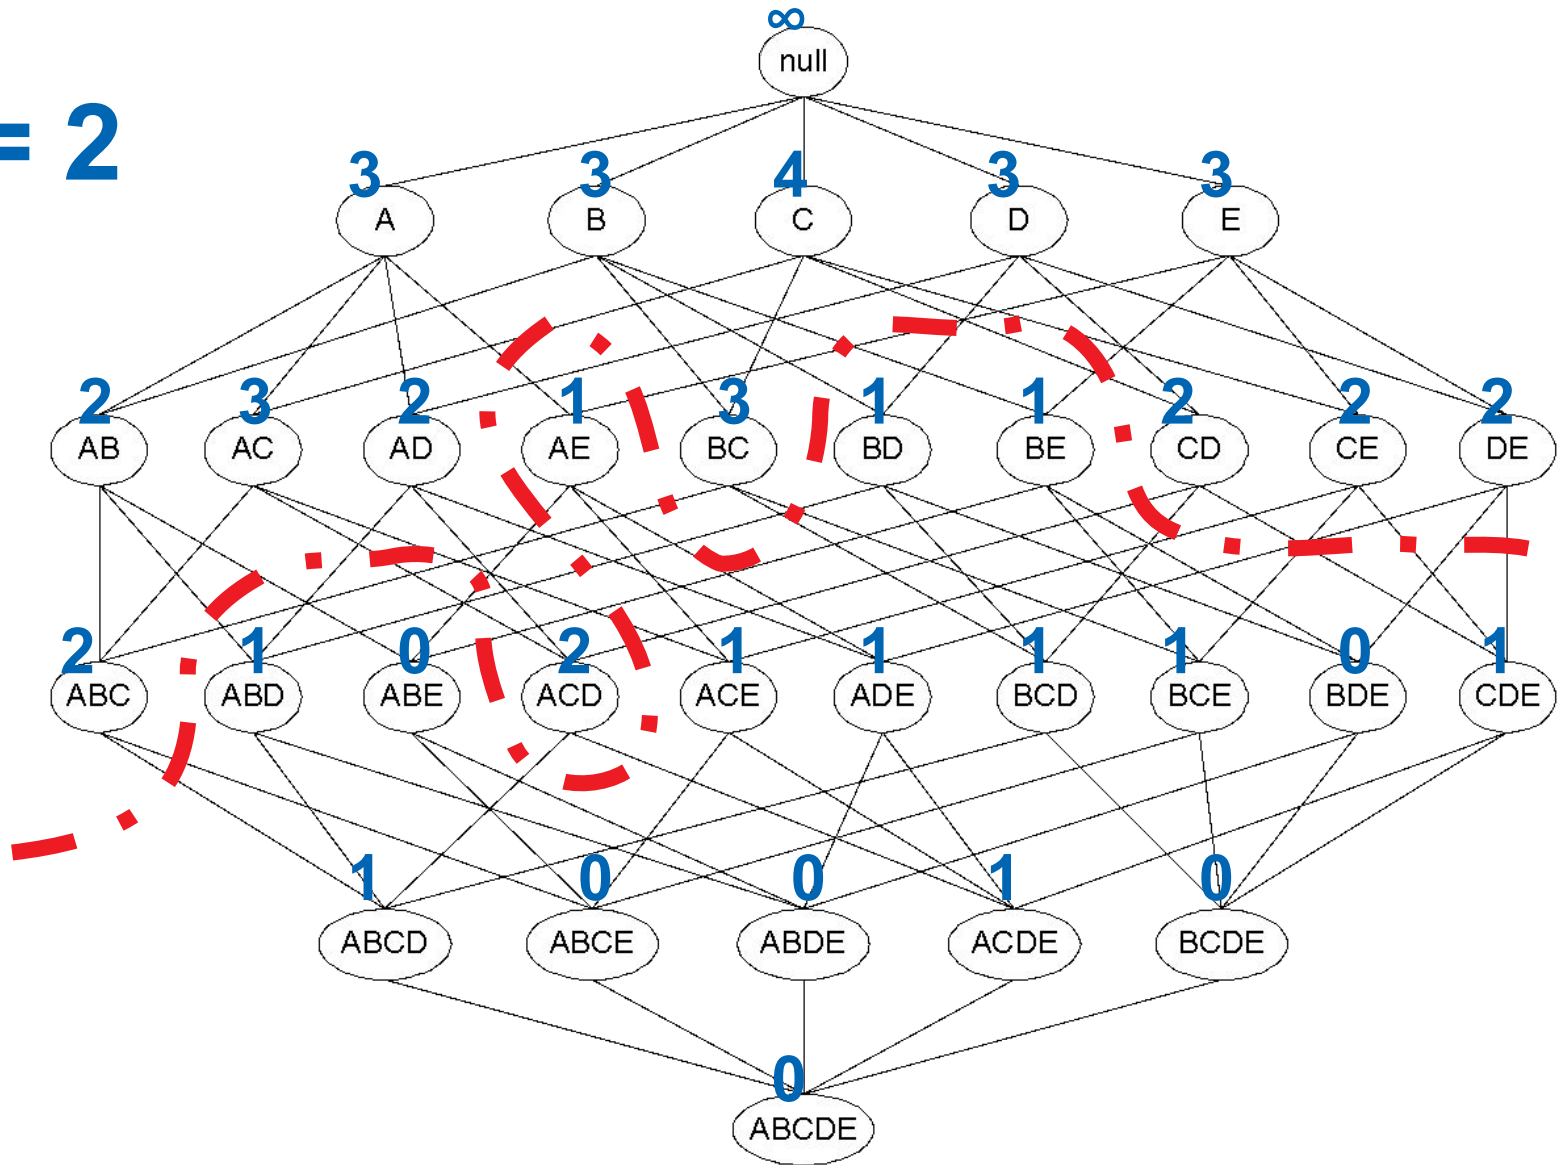 ∞
null
= 2
3 3 4 3 3
A B C D E
2 3 2 1 3 1 1 2 2 2
AB AC AD AE BC BD BE CD CE DE
2 1 0 2 1 1 1 1 0 1
ABC ABD ABE ACD ACE ADE BCD BCE BDE CDE
1 0 0 1 0
ABCD ABCE ABDE ACDE BCDE
0
ABCDE